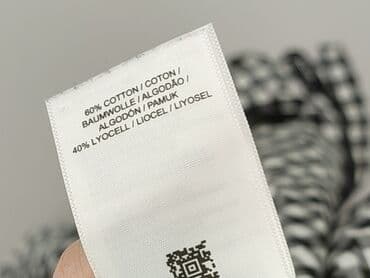 60% COTTON / COTON /
BAUMWOLLE / ALGODÃO /
ALGODÓN / PAMUK
40% LYOCELL / LIOCEL / LIYOSEL